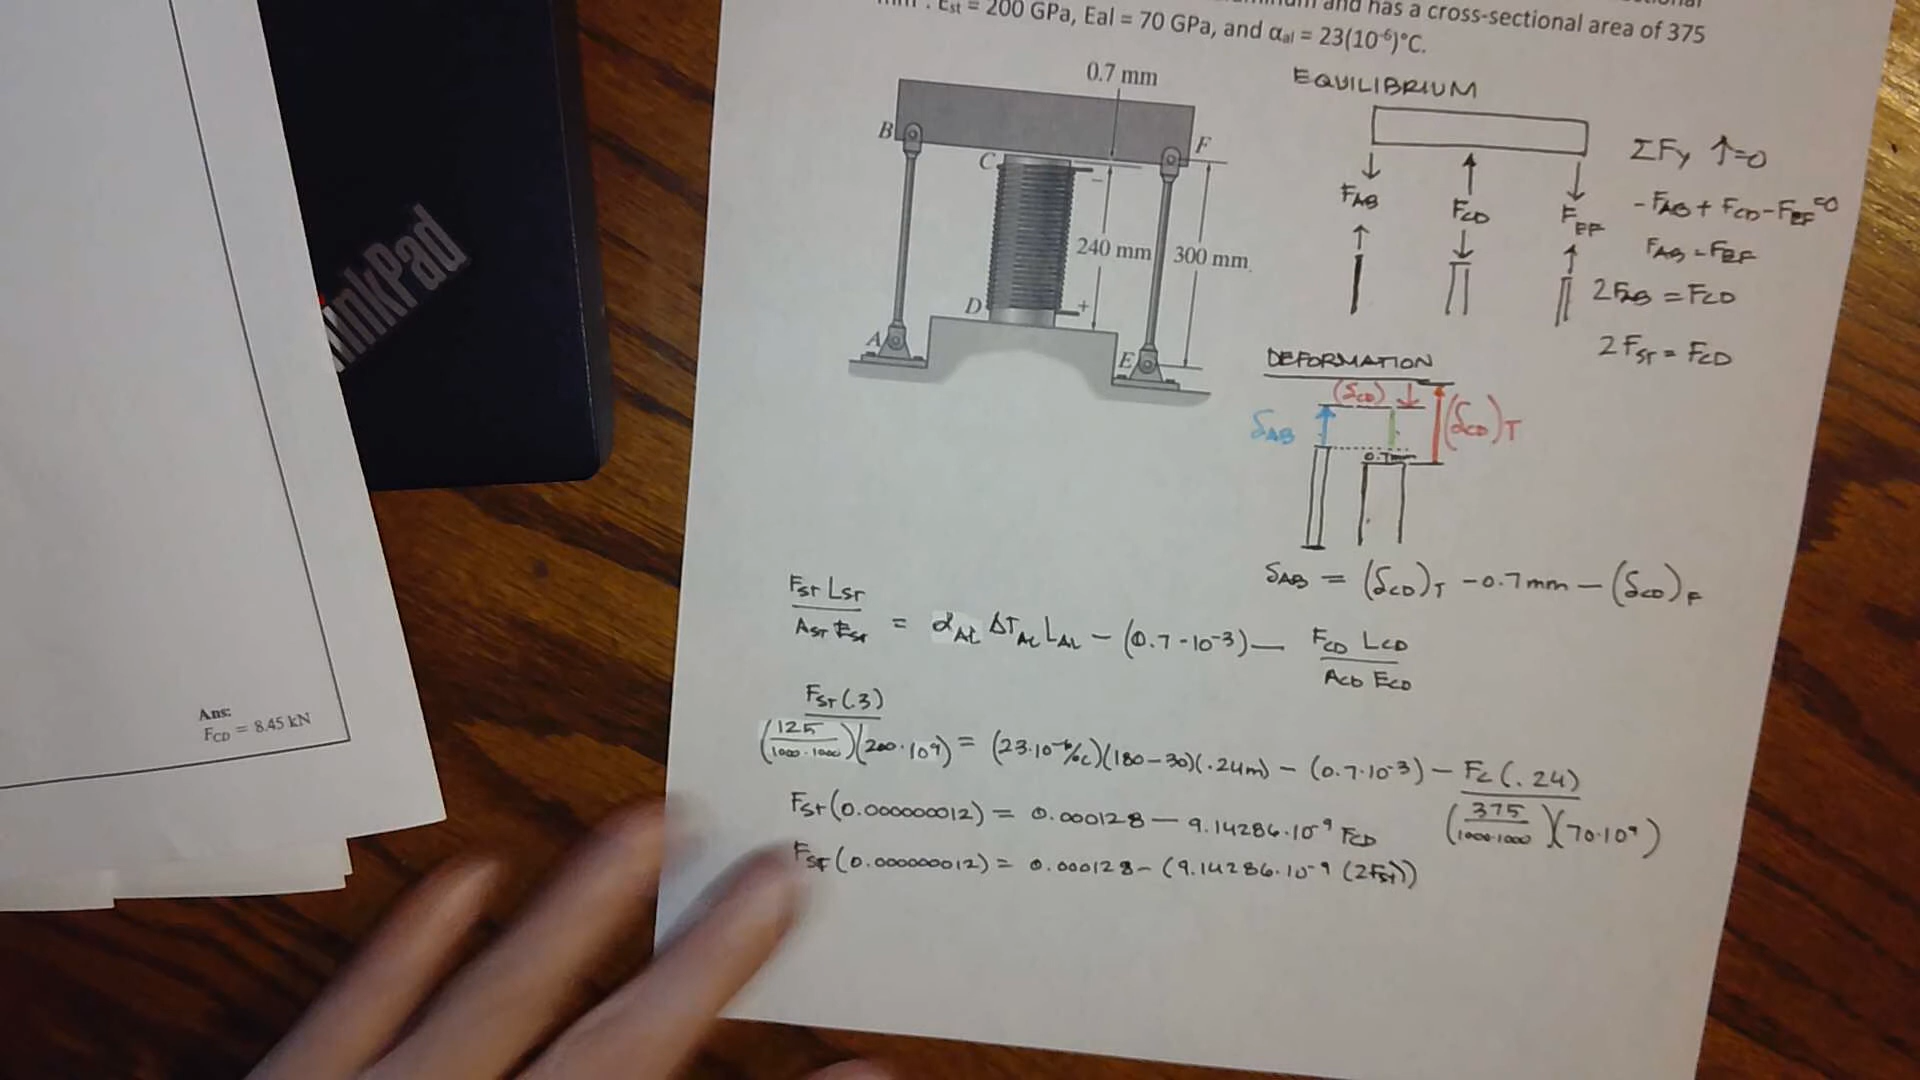 and has a cross-sectional area of 375
Est = 200 GPa, Eal = 70 GPa, and αal = 23(10⁻⁶)°C.
0.7 mm
B
F
C
−
240 mm
300 mm
D
+
A
E
EQUILIBRIUM
FAB
FCD
FEF
ΣFy ↑=0
-FAB + FCD - FEF =0
FAB = FEF
2FAB = FCD
2FST = FCD
DEFORMATION
(δCD)
δAB
(δCD)T
0.7mm
δAB = (δCD)T - 0.7mm - (δCD)F
FST LST / AST EST = αAL ΔTAL LAL - (0.7·10⁻³) - FCD LCD / ACD ECD
FST(.3) / (125/1000·1000)(200·10⁹) = (23·10⁻⁶/°C)(180-30)(.24m) - (0.7·10⁻³) - FC(.24) / (375/1000·1000)(70·10⁹)
FST(0.000000012) = 0.000128 - 9.14286·10⁻⁹ FCD
FST(0.000000012) = 0.000128 - (9.14286·10⁻⁹ (2FST))
ThinkPad
Ans:
FCD = 8.45 kN